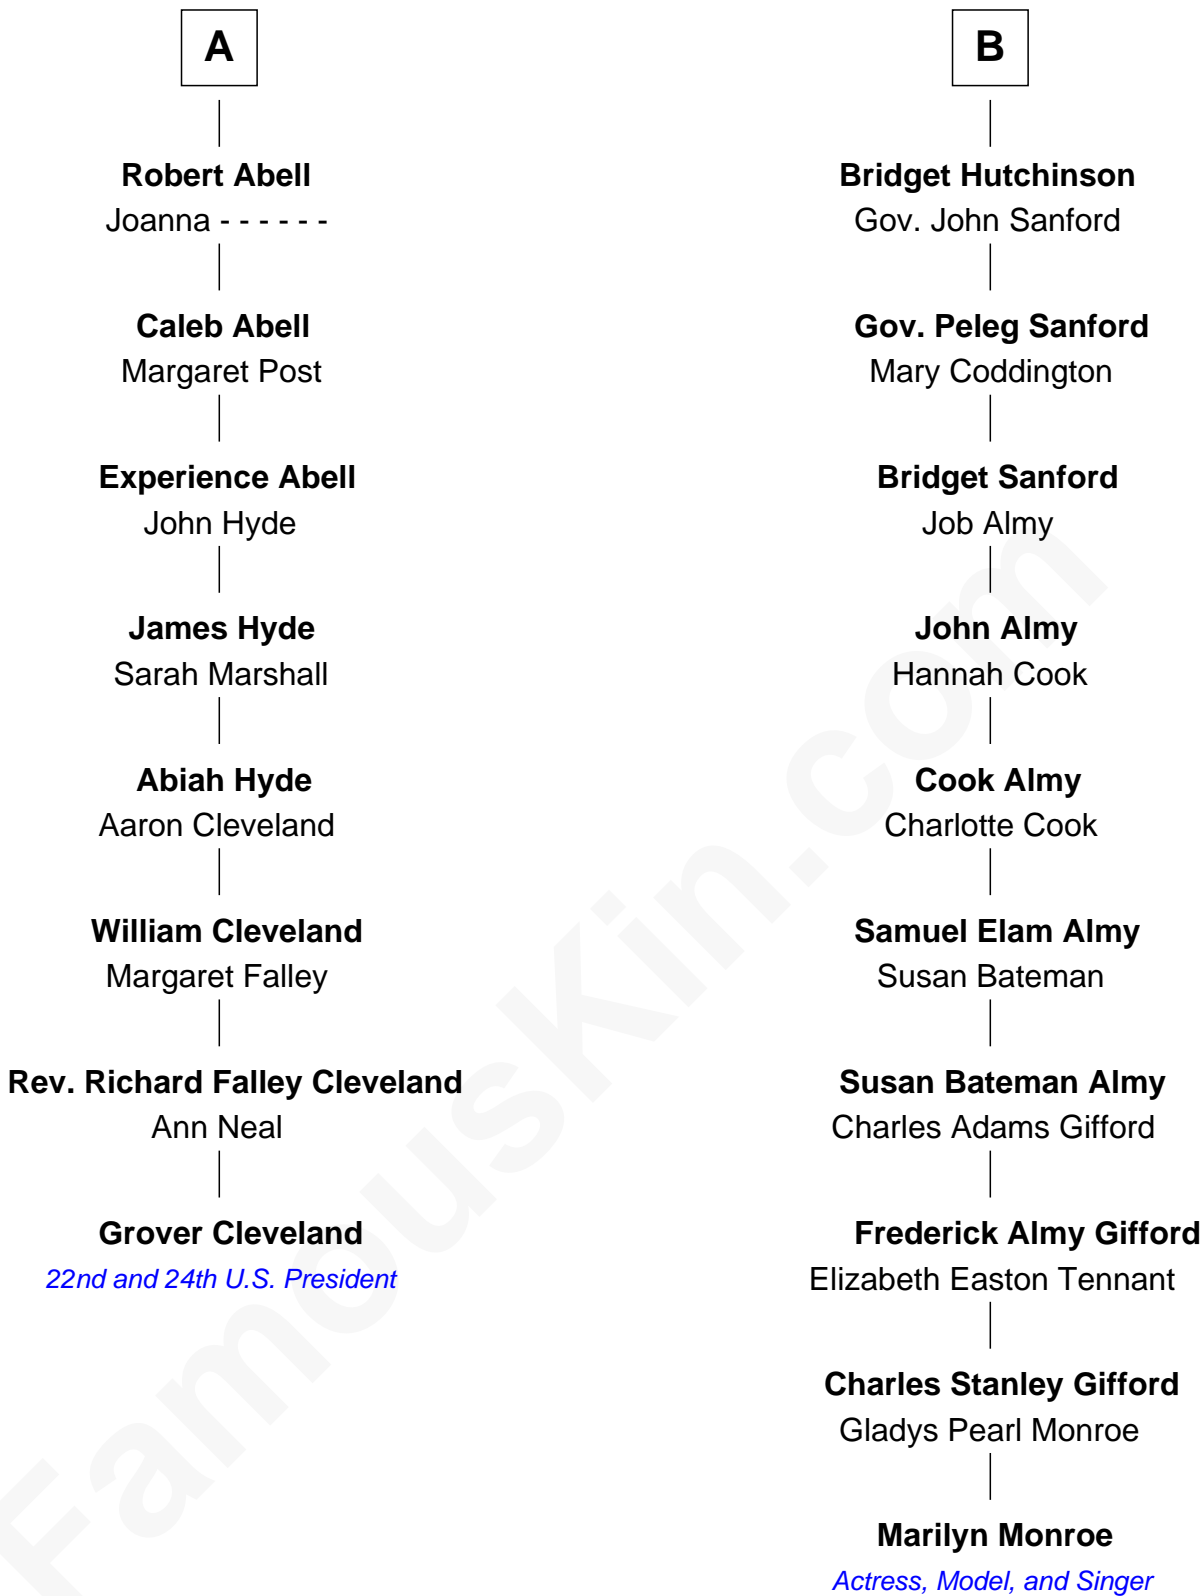 A
Robert Abell
Joanna - - - - - -
Caleb Abell
Margaret Post
Experience Abell
John Hyde
James Hyde
Sarah Marshall
Abiah Hyde
Aaron Cleveland
William Cleveland
Margaret Falley
Rev. Richard Falley Cleveland
Ann Neal
Grover Cleveland
22nd and 24th U.S. President
B
Bridget Hutchinson
Gov. John Sanford
Gov. Peleg Sanford
Mary Coddington
Bridget Sanford
Job Almy
John Almy
Hannah Cook
Cook Almy
Charlotte Cook
Samuel Elam Almy
Susan Bateman
Susan Bateman Almy
Charles Adams Gifford
Frederick Almy Gifford
Elizabeth Easton Tennant
Charles Stanley Gifford
Gladys Pearl Monroe
Marilyn Monroe
Actress, Model, and Singer
FamousKin.com